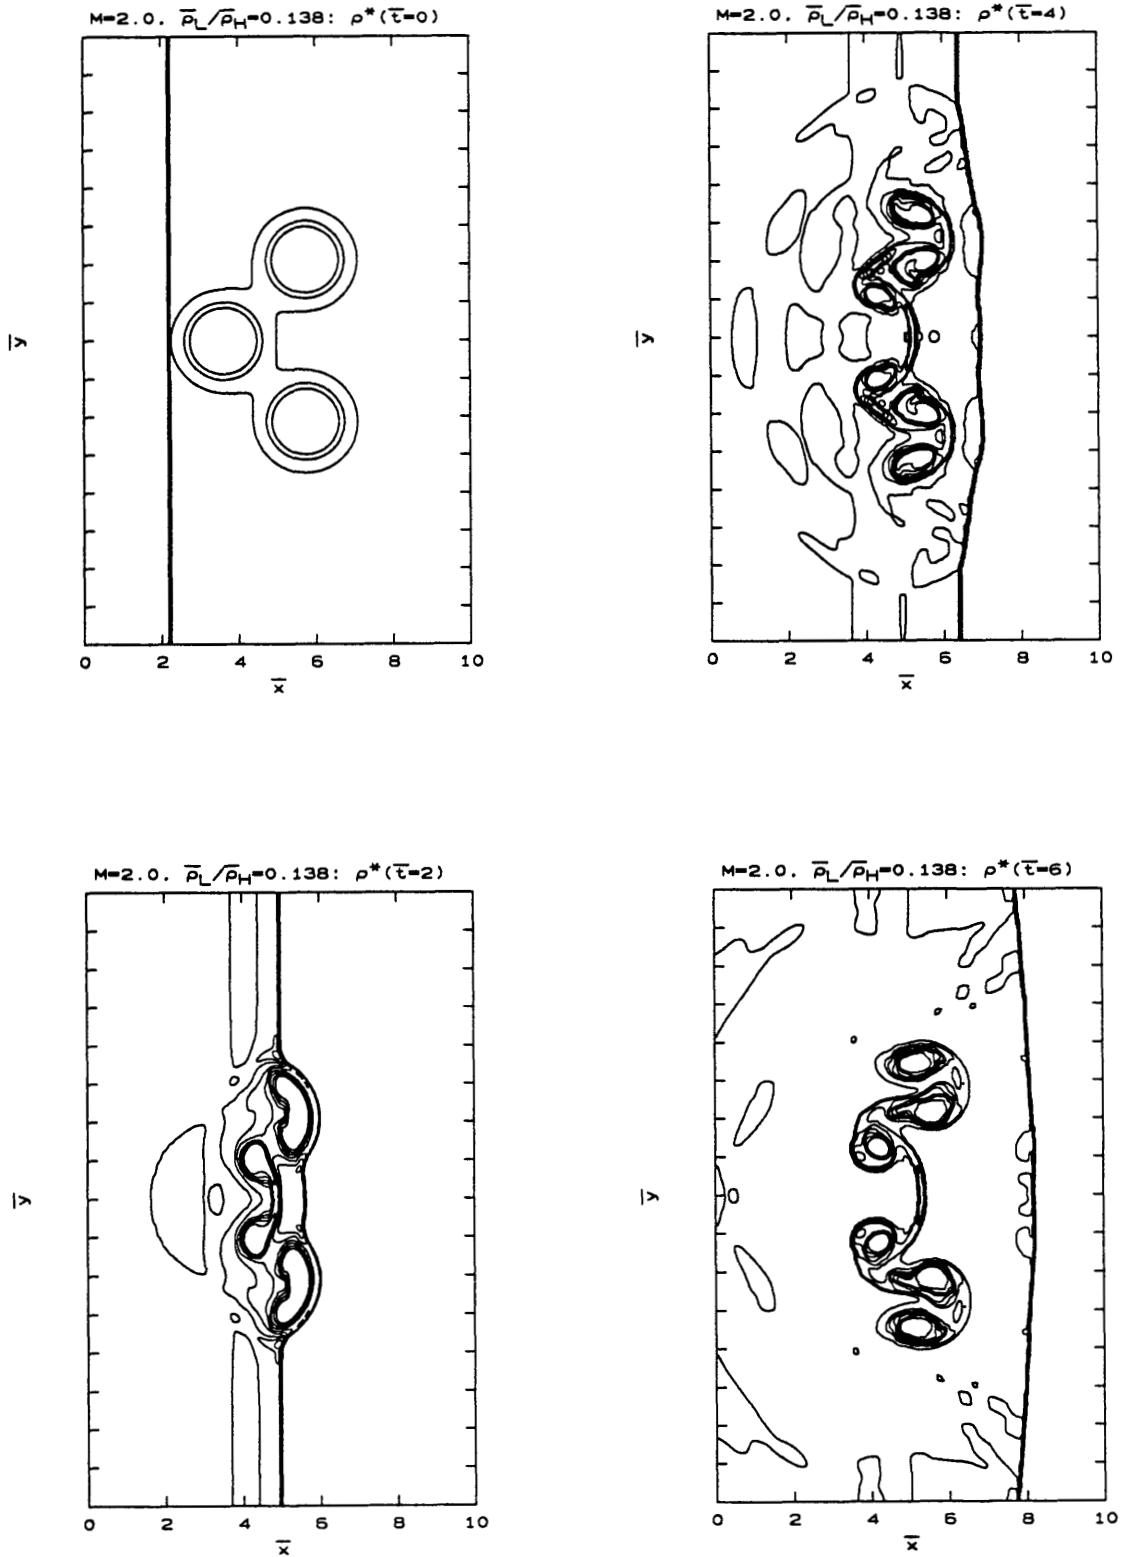 M=2.0, ρ̅L/ρ̅H=0.138: ρ*(t̅=0)
y̅
0 2 4 6 8 10
x̅
M=2.0, ρ̅L/ρ̅H=0.138: ρ*(t̅=4)
y̅
0 2 4 6 8 10
x̅
M=2.0, ρ̅L/ρ̅H=0.138: ρ*(t̅=2)
y̅
0 2 4 6 8 10
x̅
M=2.0, ρ̅L/ρ̅H=0.138: ρ*(t̅=6)
y̅
0 2 4 6 8 10
x̅